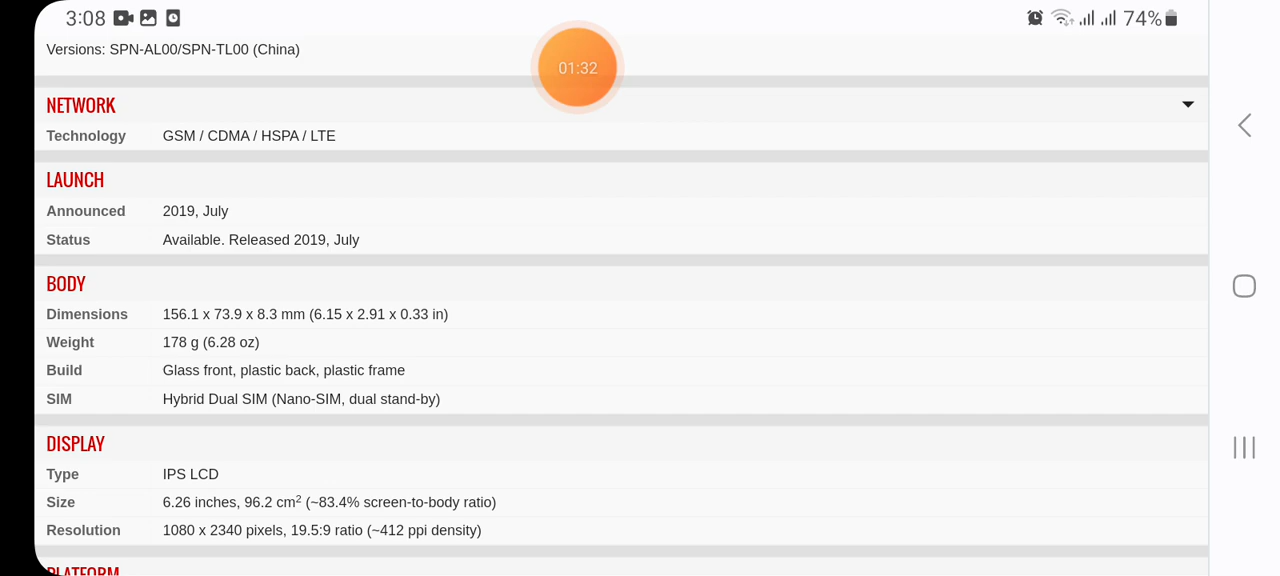 3:08 74%
Versions: SPN-AL00/SPN-TL00 (China)
01:32
NETWORK
Technology GSM / CDMA / HSPA / LTE
LAUNCH
Announced 2019, July
Status Available. Released 2019, July
BODY
Dimensions 156.1 x 73.9 x 8.3 mm (6.15 x 2.91 x 0.33 in)
Weight 178 g (6.28 oz)
Build Glass front, plastic back, plastic frame
SIM Hybrid Dual SIM (Nano-SIM, dual stand-by)
DISPLAY
Type IPS LCD
Size 6.26 inches, 96.2 cm² (~83.4% screen-to-body ratio)
Resolution 1080 x 2340 pixels, 19.5:9 ratio (~412 ppi density)
PLATFORM